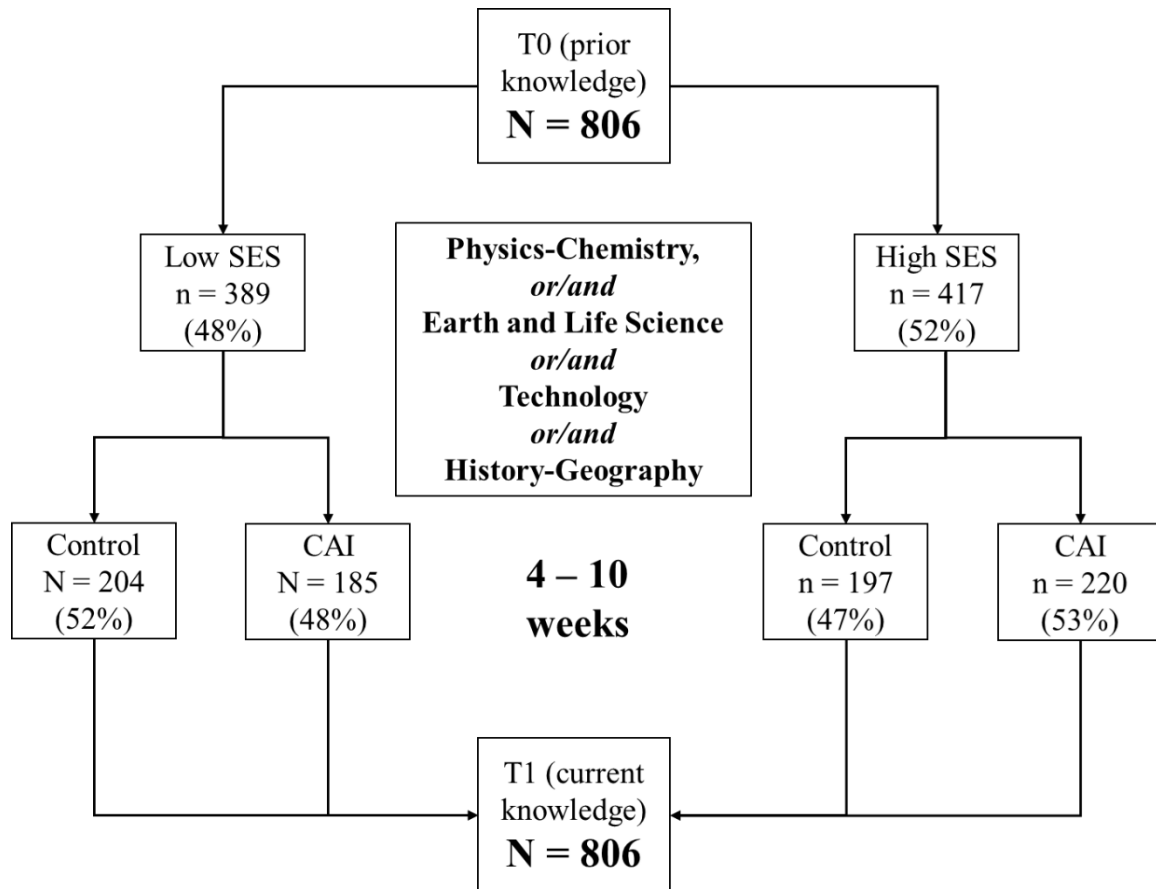 T0 (prior
knowledge)
N = 806
Low SES
n = 389
(48%)
Physics-Chemistry,
or/and
Earth and Life Science
or/and
Technology
or/and
History-Geography
High SES
n = 417
(52%)
Control
N = 204
(52%)
CAI
N = 185
(48%)
4 – 10
weeks
Control
n = 197
(47%)
CAI
n = 220
(53%)
T1 (current
knowledge)
N = 806